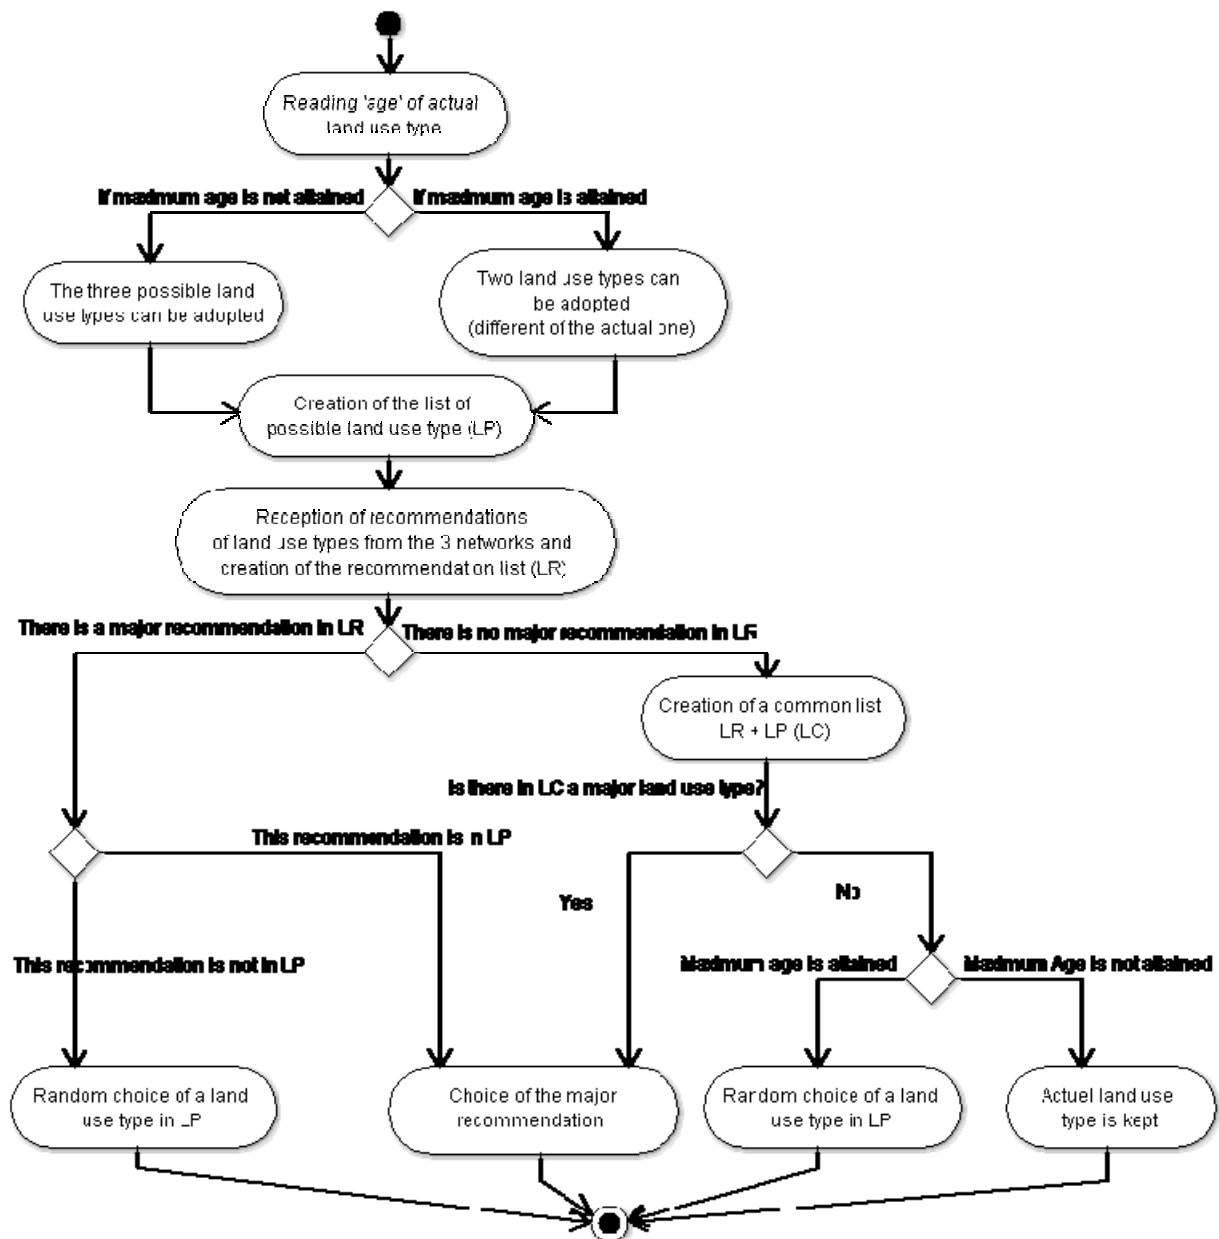 Reading 'age' of actual
land use type
If maximum age is not attained
If maximum age is attained
The three possible land
use types can be adopted
Two land use types can
be adopted
(different of the actual one)
Creation of the list of
possible land use type (LP)
Reception of recommendations
of land use types from the 3 networks and
creation of the recommendation list (LR)
There is a major recommendation in LR
There is no major recommendation in LR
Creation of a common list
LR + LP (LC)
Is there in LC a major land use type?
This recommendation is in LP
Yes
No
This recommendation is not in LP
Maximum age is attained
Maximum Age is not attained
Random choice of a land
use type in LP
Choice of the major
recommendation
Random choice of a land
use type in LP
Actuel land use
type is kept